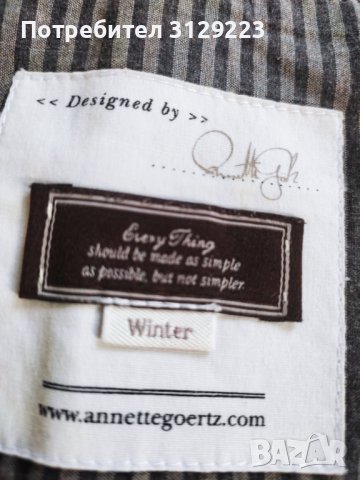 Потребител 3129223
<< Designed by >>
Every Thing
should be made as simple
as possible, but not simpler.
Winter
www.annettegoertz.com
BAZAR